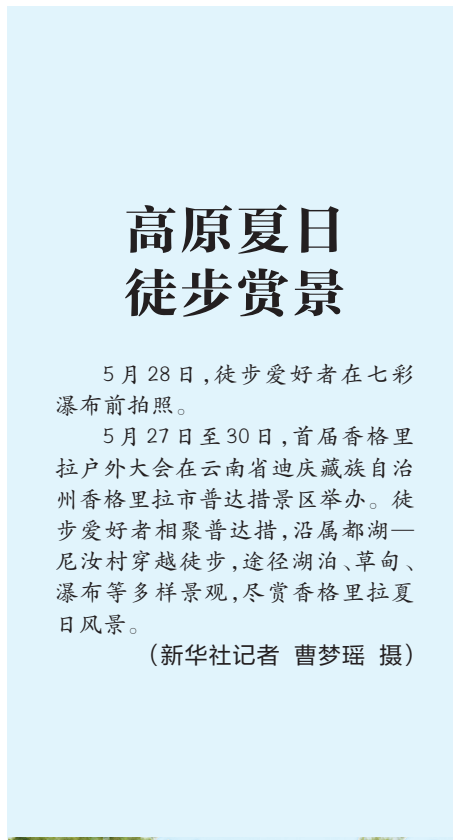 高原夏日
徒步赏景
5月28日,徒步爱好者在七彩
瀑布前拍照。
5月27日至30日,首届香格里
拉户外大会在云南省迪庆藏族自治
州香格里拉市普达措景区举办。徒
步爱好者相聚普达措,沿属都湖—
尼汝村穿越徒步,途径湖泊、草甸、
瀑布等多样景观,尽赏香格里拉夏
日风景。
(新华社记者 曹梦瑶 摄)